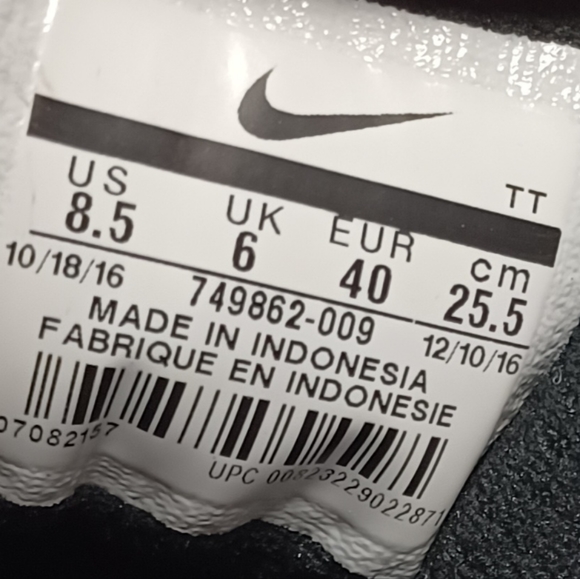 TT
US UK EUR cm
8.5 6 40 25.5
10/18/16 749862-009 12/10/16
MADE IN INDONESIA
FABRIQUE EN INDONESIE
UPC 00823229022871